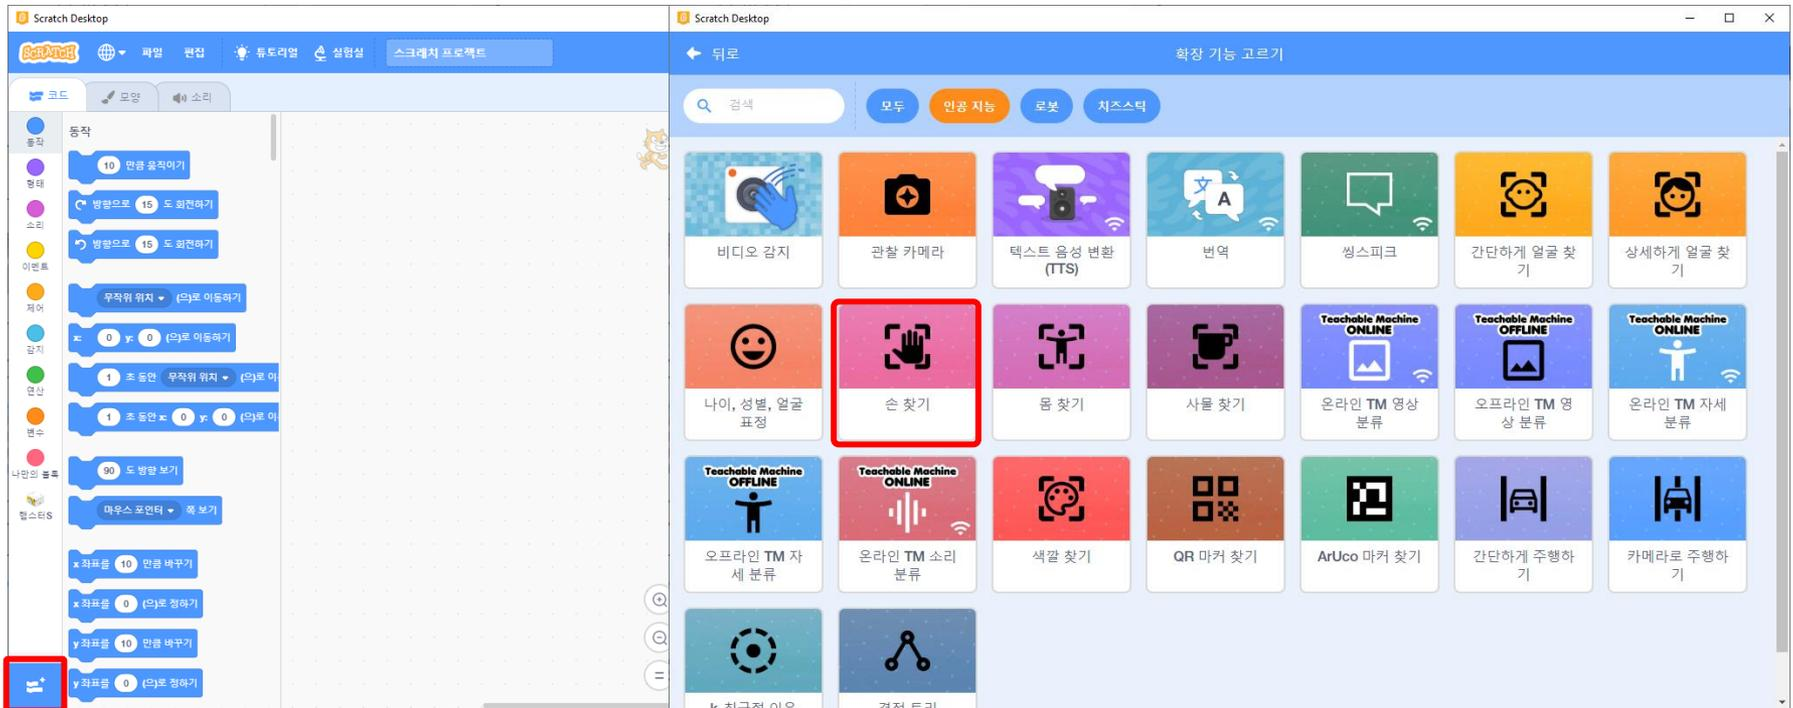 Scratch Desktop
SCRATCH
파일
편집
튜토리얼
실험실
스크래치 프로젝트
코드
모양
소리
동작
형태
소리
이벤트
제어
감지
연산
변수
나만의 블록
햄스터S
동작
10 만큼 움직이기
방향으로 15 도 회전하기
방향으로 15 도 회전하기
무작위 위치 (으)로 이동하기
x: 0 y: 0 (으)로 이동하기
1 초 동안 무작위 위치 (으)로 이
1 초 동안 x: 0 y: 0 (으)로 이
90 도 방향 보기
마우스 포인터 쪽 보기
x 좌표를 10 만큼 바꾸기
x 좌표를 0 (으)로 정하기
y 좌표를 10 만큼 바꾸기
y 좌표를 0 (으)로 정하기
Scratch Desktop
뒤로
확장 기능 고르기
검색
모두
인공 지능
로봇
치즈스틱
비디오 감지
관찰 카메라
텍스트 음성 변환
(TTS)
文 A
번역
씽스피크
간단하게 얼굴 찾
기
상세하게 얼굴 찾
기
나이, 성별, 얼굴
표정
손 찾기
몸 찾기
사물 찾기
Teachable Machine
ONLINE
온라인 TM 영상
분류
Teachable Machine
OFFLINE
오프라인 TM 영
상 분류
Teachable Machine
ONLINE
온라인 TM 자세
분류
Teachable Machine
OFFLINE
오프라인 TM 자
세 분류
Teachable Machine
ONLINE
온라인 TM 소리
분류
색깔 찾기
QR 마커 찾기
ArUco 마커 찾기
간단하게 주행하
기
카메라로 주행하
기